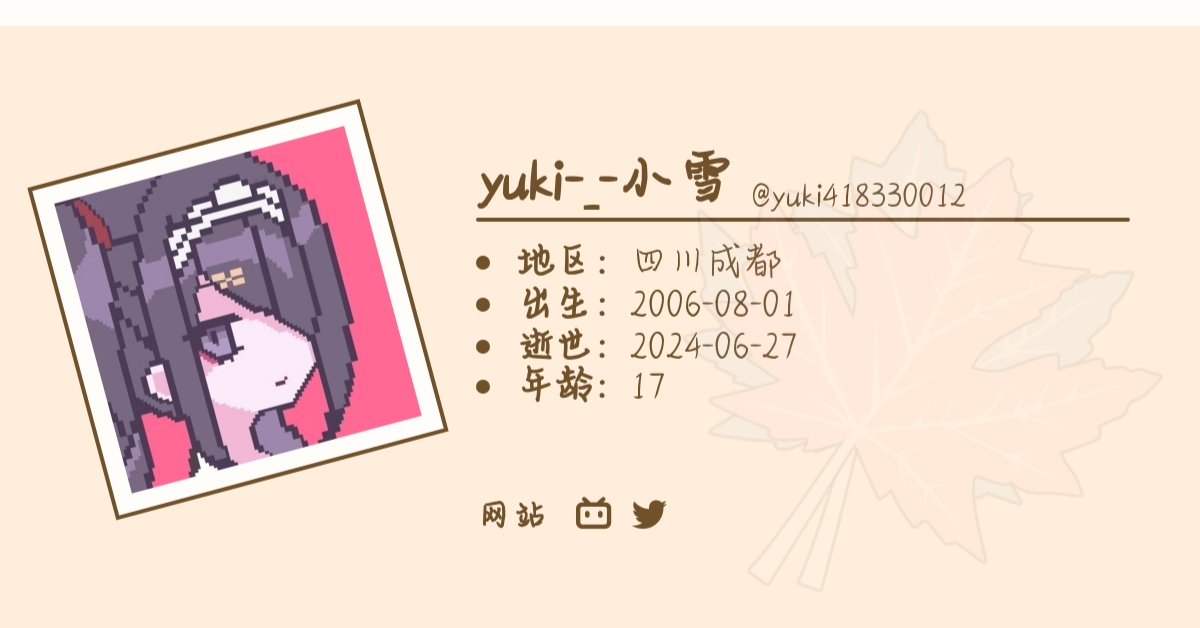 yuki-_-小雪 @yuki418330012
地区： 四川成都
出生： 2006-08-01
逝世： 2024-06-27
年龄： 17
网站